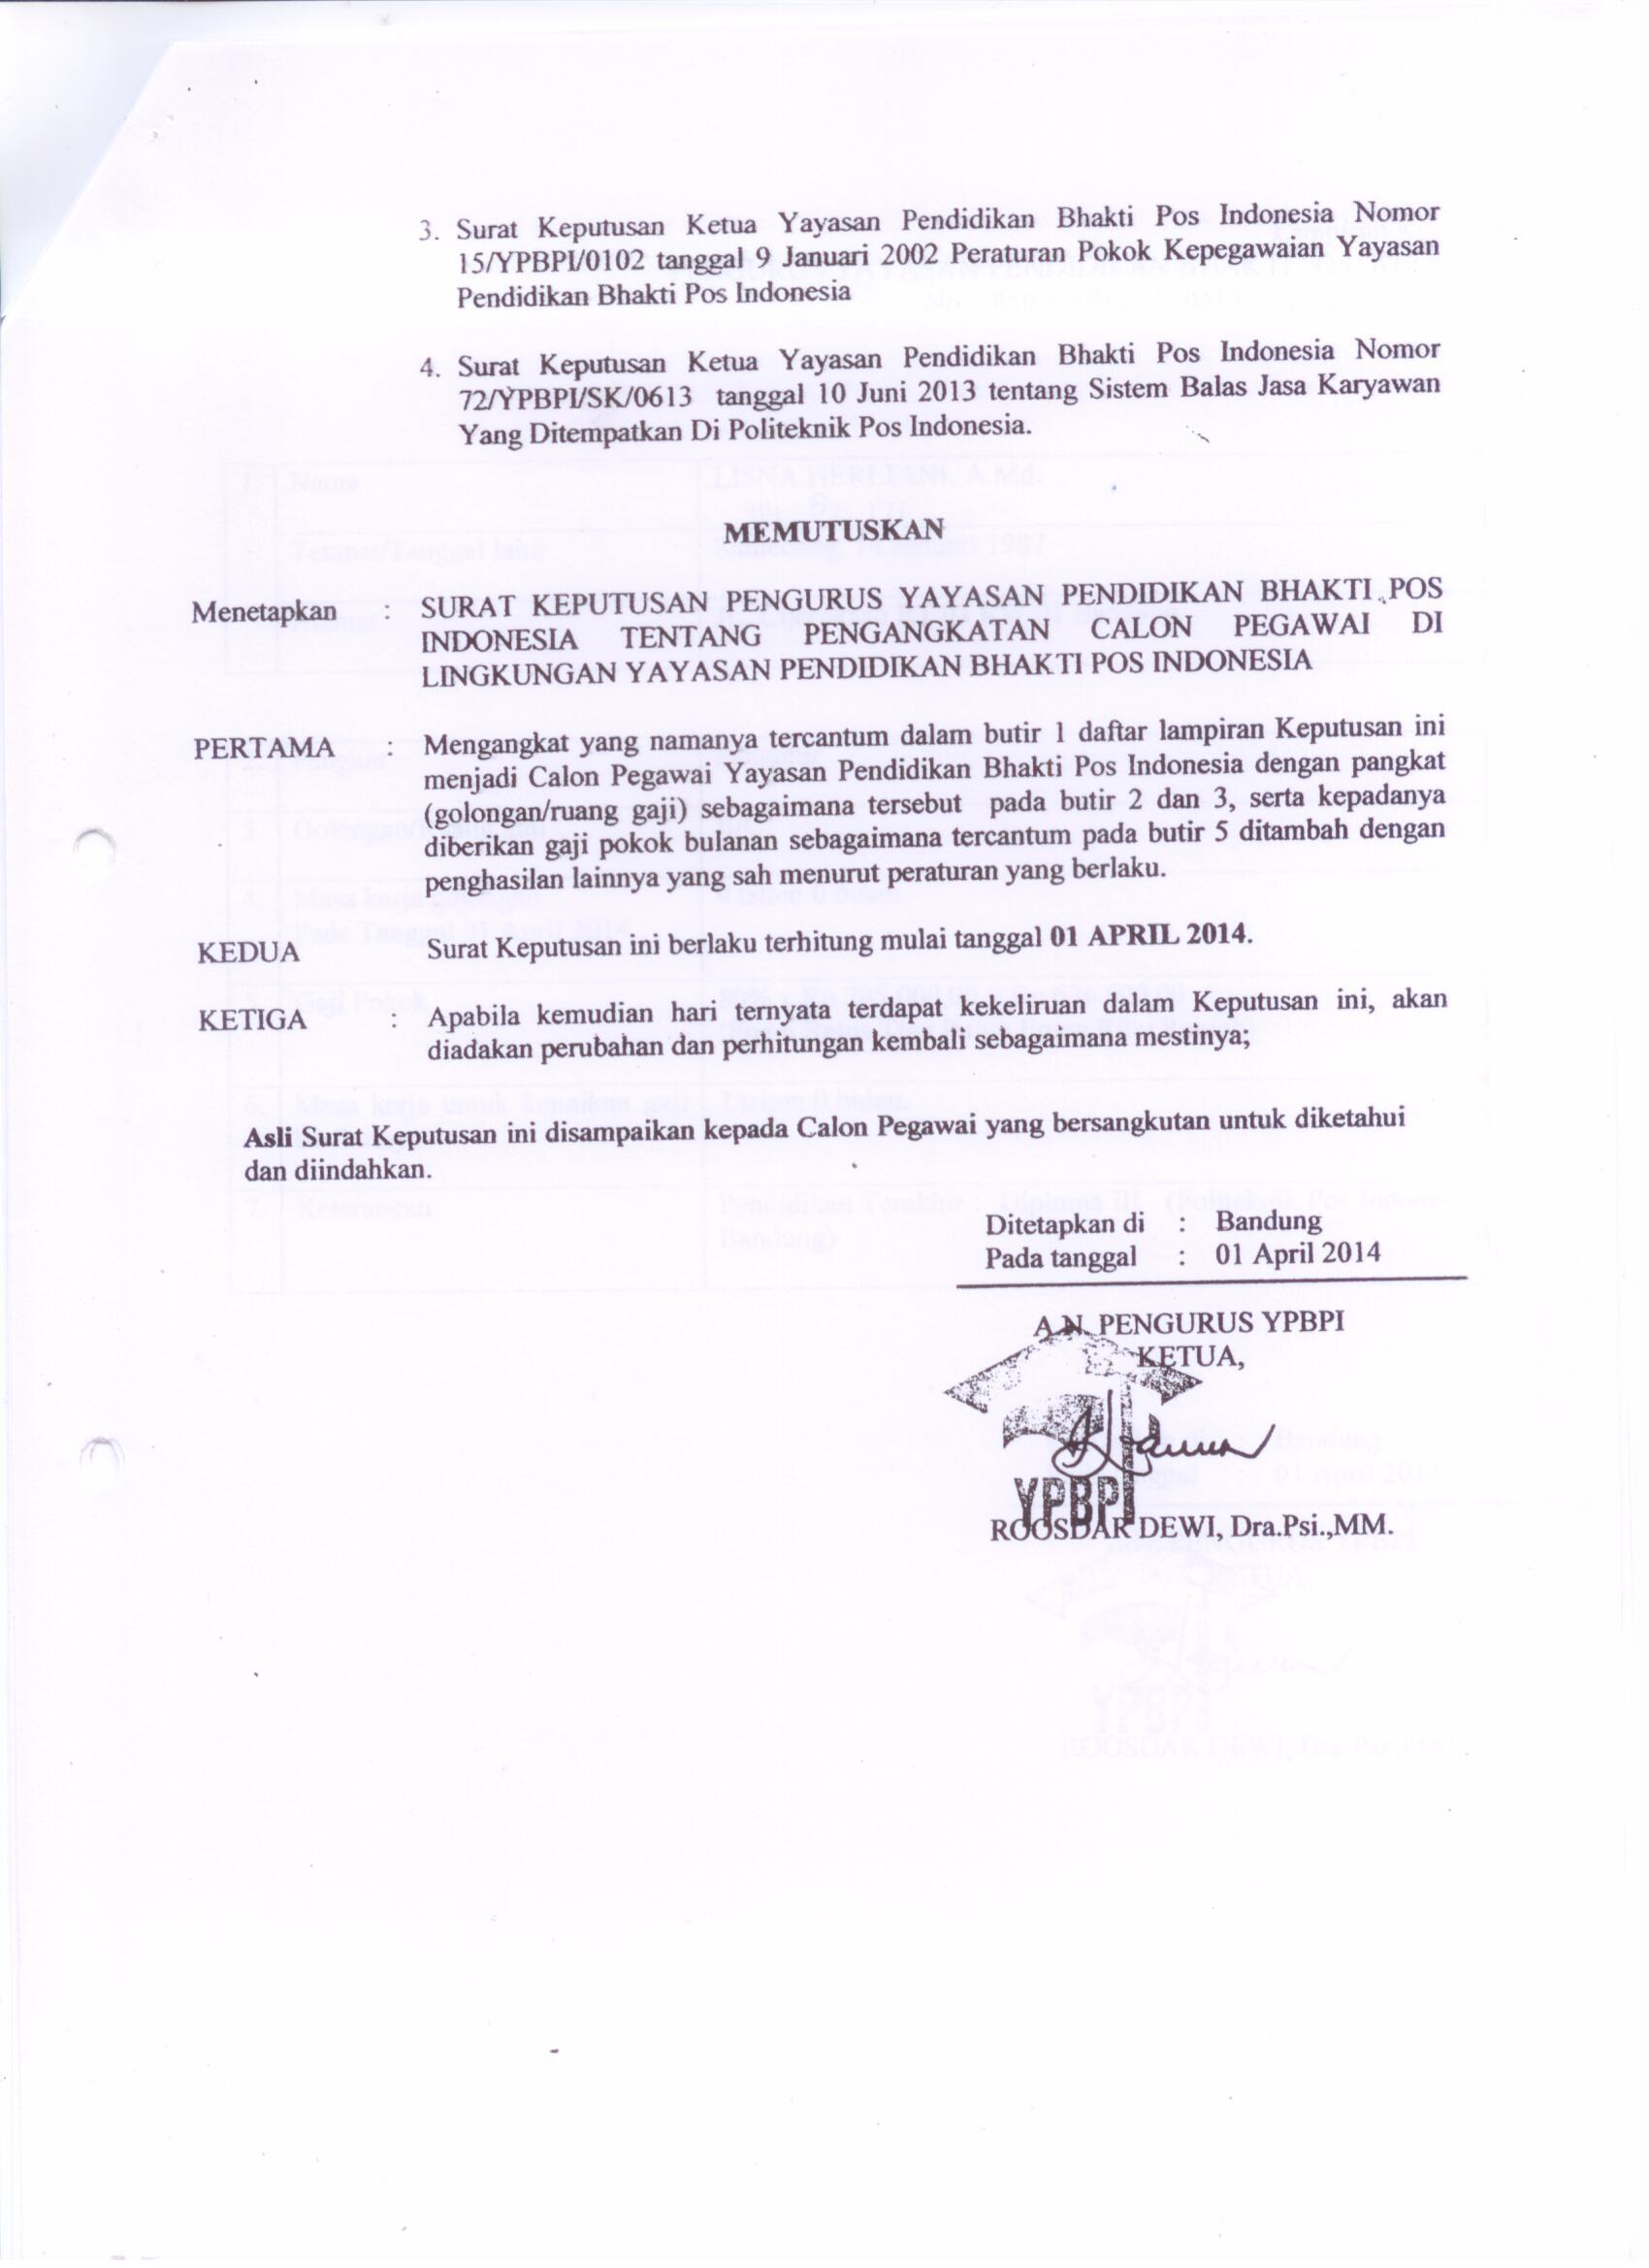 3. Surat Keputusan Ketua Yayasan Pendidikan Bhakti Pos Indonesia Nomor
15/YPBPI/0102 tanggal 9 Januari 2002 Peraturan Pokok Kepegawaian Yayasan
Pendidikan Bhakti Pos Indonesia
4. Surat Keputusan Ketua Yayasan Pendidikan Bhakti Pos Indonesia Nomor
72/YPBPI/SK/0613 tanggal 10 Juni 2013 tentang Sistem Balas Jasa Karyawan
Yang Ditempatkan Di Politeknik Pos Indonesia.
MEMUTUSKAN
Menetapkan : SURAT KEPUTUSAN PENGURUS YAYASAN PENDIDIKAN BHAKTI POS
INDONESIA TENTANG PENGANGKATAN CALON PEGAWAI DI
LINGKUNGAN YAYASAN PENDIDIKAN BHAKTI POS INDONESIA
PERTAMA : Mengangkat yang namanya tercantum dalam butir 1 daftar lampiran Keputusan ini
menjadi Calon Pegawai Yayasan Pendidikan Bhakti Pos Indonesia dengan pangkat
(golongan/ruang gaji) sebagaimana tersebut pada butir 2 dan 3, serta kepadanya
diberikan gaji pokok bulanan sebagaimana tercantum pada butir 5 ditambah dengan
penghasilan lainnya yang sah menurut peraturan yang berlaku.
KEDUA Surat Keputusan ini berlaku terhitung mulai tanggal 01 APRIL 2014.
KETIGA : Apabila kemudian hari ternyata terdapat kekeliruan dalam Keputusan ini, akan
diadakan perubahan dan perhitungan kembali sebagaimana mestinya;
Asli Surat Keputusan ini disampaikan kepada Calon Pegawai yang bersangkutan untuk diketahui
dan diindahkan.
Ditetapkan di : Bandung
Pada tanggal : 01 April 2014
A.N. PENGURUS YPBPI
KETUA,
YPBPI
ROOSDAR DEWI, Dra.Psi.,MM.